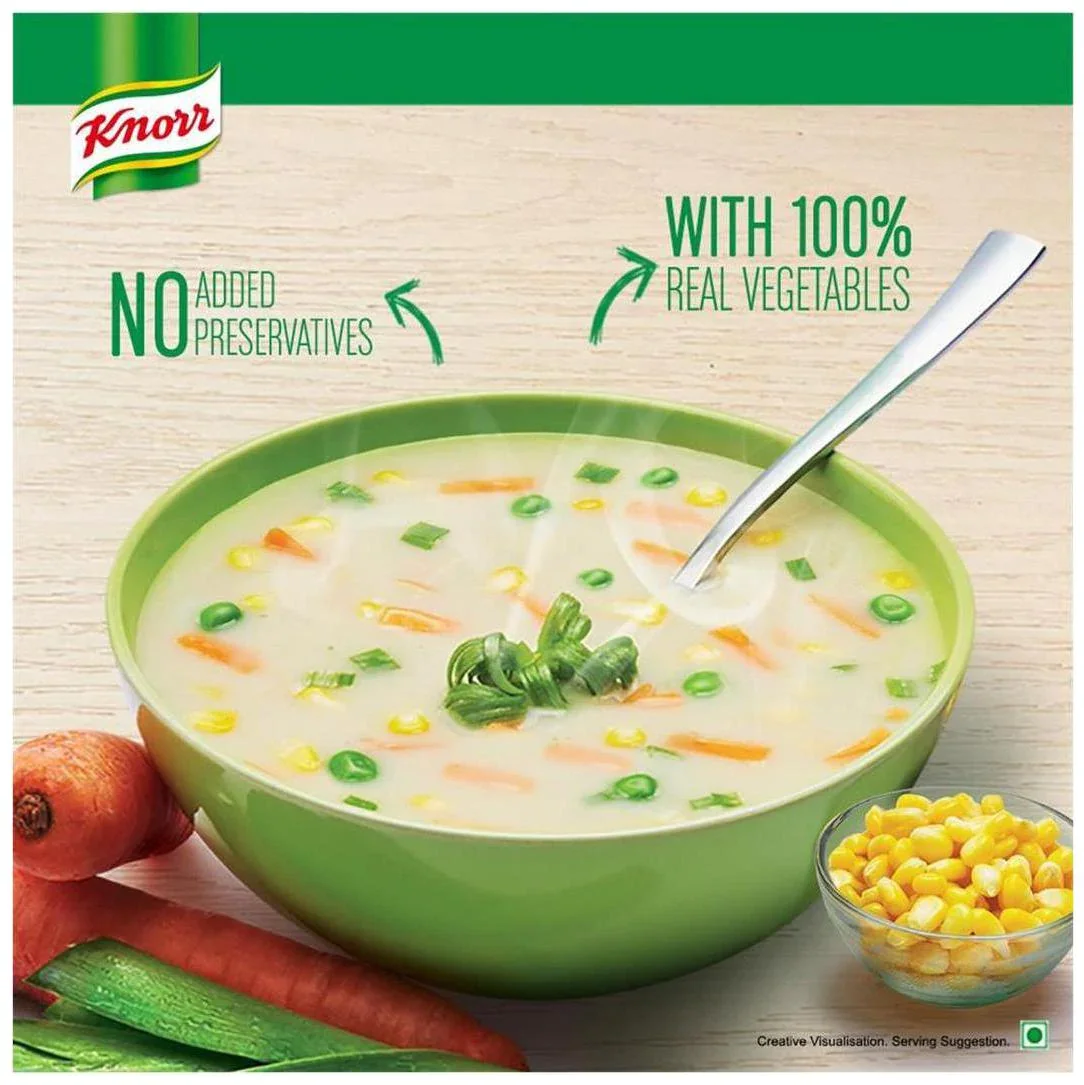 Knorr
WITH 100%
REAL VEGETABLES
NO ADDED
PRESERVATIVES
Creative Visualisation. Serving Suggestion.